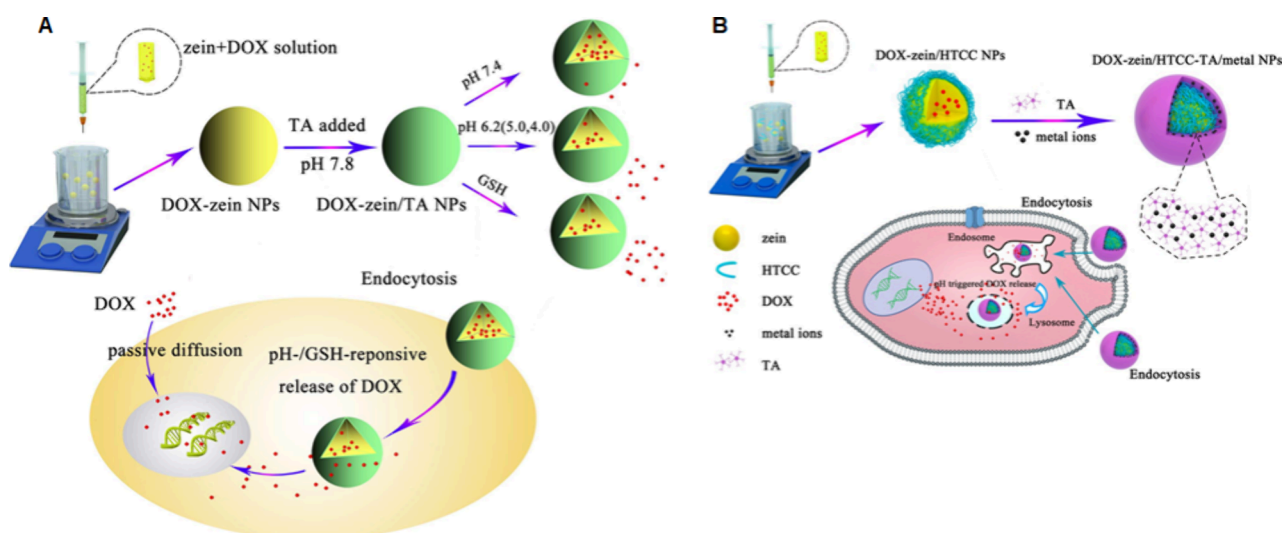 A
zein+DOX solution
pH 7.4
TA added
pH 7.8
pH 6.2(5.0,4.0)
GSH
DOX-zein NPs
DOX-zein/TA NPs
Endocytosis
DOX
passive diffusion
pH-/GSH-reponsive
release of DOX
B
DOX-zein/HTCC NPs
DOX-zein/HTCC-TA/metal NPs
TA
metal ions
zein
HTCC
DOX
metal ions
TA
Endocytosis
Endosome
pH triggered DOX release
Lysosome
Endocytosis